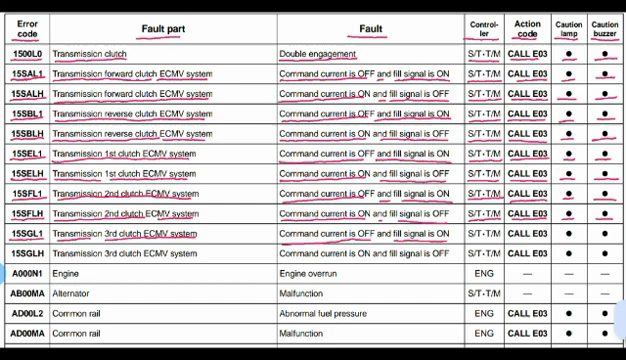 Error code Fault part Fault Control-ler Action code Caution lamp Caution buzzer
1500L0 Transmission clutch Double engagement S/T・T/M CALL E03 ● ●
15SAL1 Transmission forward clutch ECMV system Command current is OFF and fill signal is ON S/T・T/M CALL E03 ● ●
15SALH Transmission forward clutch ECMV system Command current is ON and fill signal is OFF S/T・T/M CALL E03 ● ●
15SBL1 Transmission reverse clutch ECMV system Command current is OFF and fill signal is ON S/T・T/M CALL E03 ● ●
15SBLH Transmission reverse clutch ECMV system Command current is ON and fill signal is OFF S/T・T/M CALL E03 ● ●
15SEL1 Transmission 1st clutch ECMV system Command current is OFF and fill signal is ON S/T・T/M CALL E03 ● ●
15SELH Transmission 1st clutch ECMV system Command current is ON and fill signal is OFF S/T・T/M CALL E03 ● ●
15SFL1 Transmission 2nd clutch ECMV system Command current is OFF and fill signal is ON S/T・T/M CALL E03 ● ●
15SFLH Transmission 2nd clutch ECMV system Command current is ON and fill signal is OFF S/T・T/M CALL E03 ● ●
15SGL1 Transmission 3rd clutch ECMV system Command current is OFF and fill signal is ON S/T・T/M CALL E03 ● ●
15SGLH Transmission 3rd clutch ECMV system Command current is ON and fill signal is OFF S/T・T/M CALL E03 ● ●
A000N1 Engine Engine overrun ENG — — —
AB00MA Alternator Malfunction S/T・T/M — — —
AD00L2 Common rail Abnormal fuel pressure ENG CALL E03 ● ●
AD00MA Common rail Malfunction ENG CALL E03 ● ●